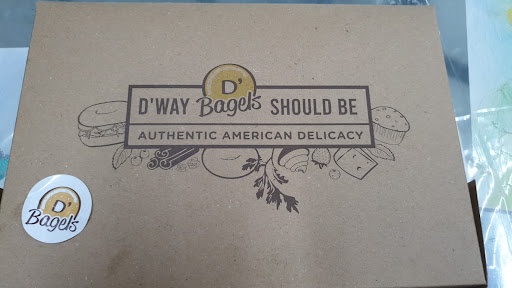 D'
D'WAY Bagels SHOULD BE
AUTHENTIC AMERICAN DELICACY
D'
Bagels